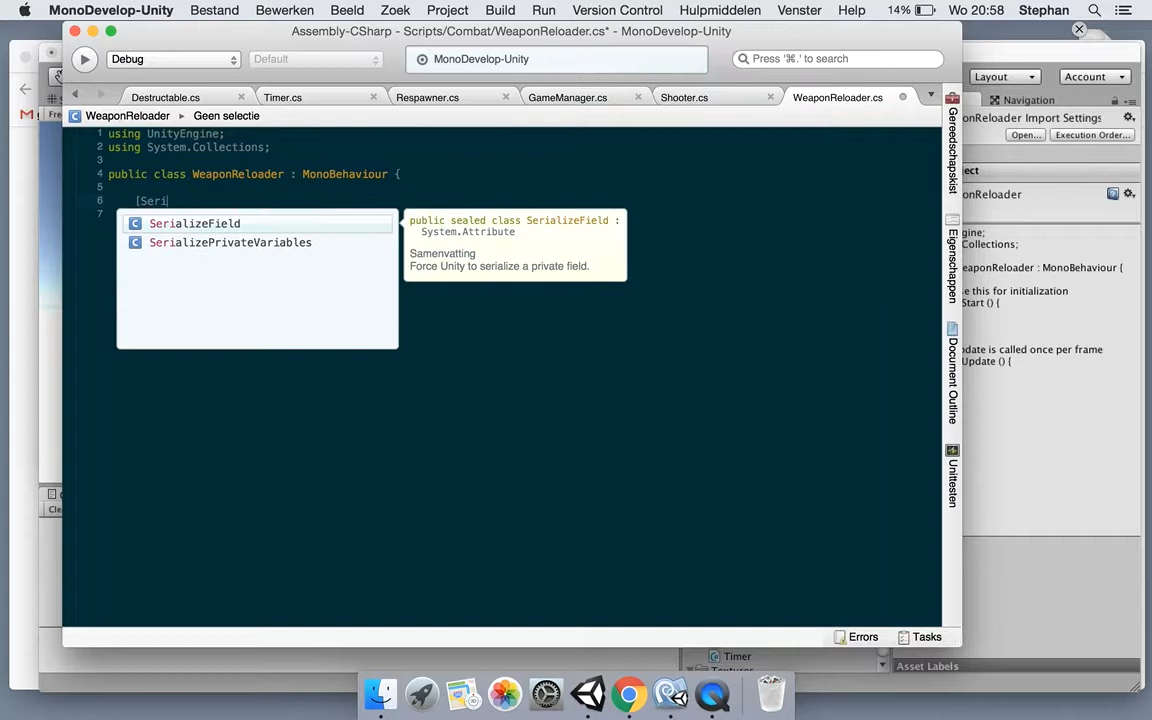 MonoDevelop-Unity Bestand Bewerken Beeld Zoek Project Build Run Version Control Hulpmiddelen Venster Help 14% Wo 20:58 Stephan
Assembly-CSharp - Scripts/Combat/WeaponReloader.cs* - MonoDevelop-Unity
Debug Default MonoDevelop-Unity Press '⌘.' to search
Layout Account
Destructable.cs Timer.cs Respawner.cs GameManager.cs Shooter.cs WeaponReloader.cs
Navigation
WeaponReloader ▸ Geen selectie
Fre
eaponReloader Import Settings
Open... Execution Order...
1 using UnityEngine;
2 using System.Collections;
3
4 public class WeaponReloader : MonoBehaviour {
5
6 [Seri
7
SerializeField
SerializePrivateVariables
public sealed class SerializeField :
System.Attribute
Samenvatting
Force Unity to serialize a private field.
Gereedschapskist
Eigenschappen
Document Outline
Unittesten
ect
onReloader
gine;
ollections;
eaponReloader : MonoBehaviour {
e this for initialization
Start () {
date is called once per frame
Update () {
Cle
Errors Tasks
Timer
Asset Labels